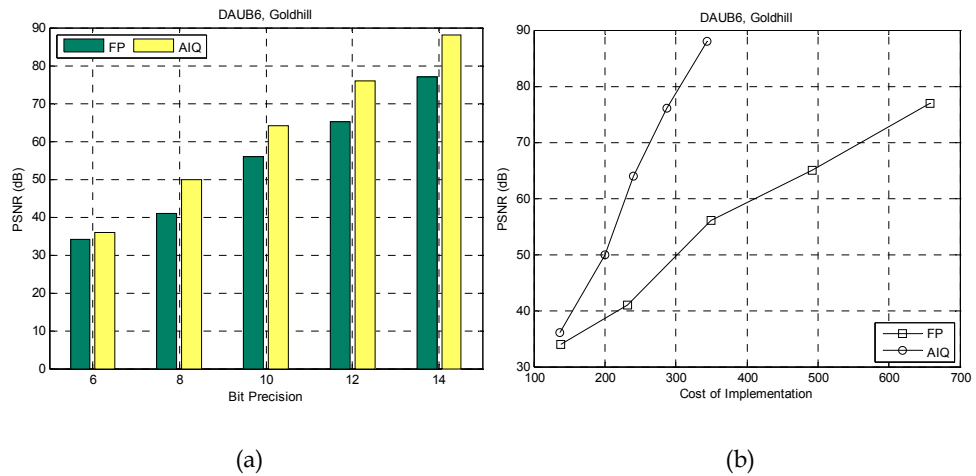 DAUB6, Goldhill
90
80
70
60
50
40
30
20
10
0
PSNR (dB)
FP AIQ
6 8 10 12 14
Bit Precision
(a)
DAUB6, Goldhill
90
80
70
60
50
40
30
PSNR (dB)
FP
AIQ
100 200 300 400 500 600 700
Cost of Implementation
(b)